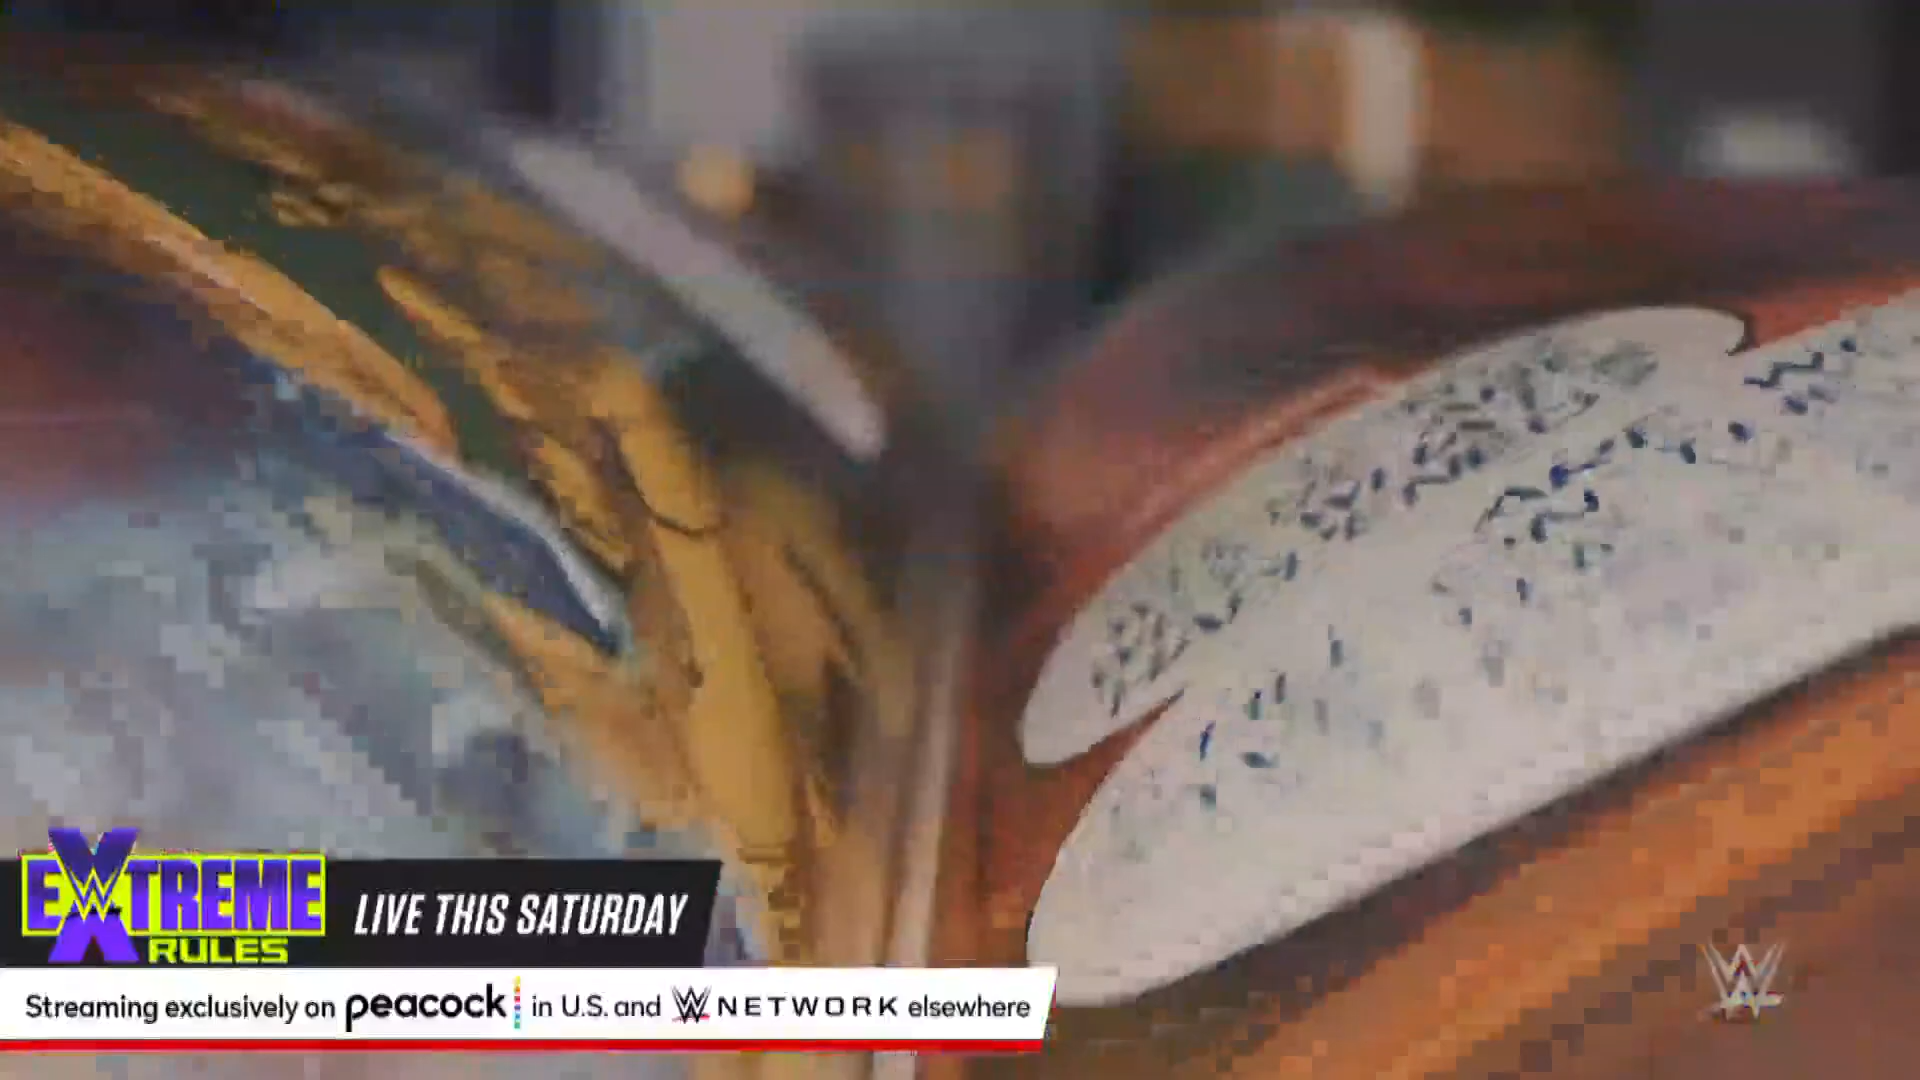 EXTREME
RULES
LIVE THIS SATURDAY
Streaming exclusively on peacock in U.S. and W NETWORK elsewhere
W